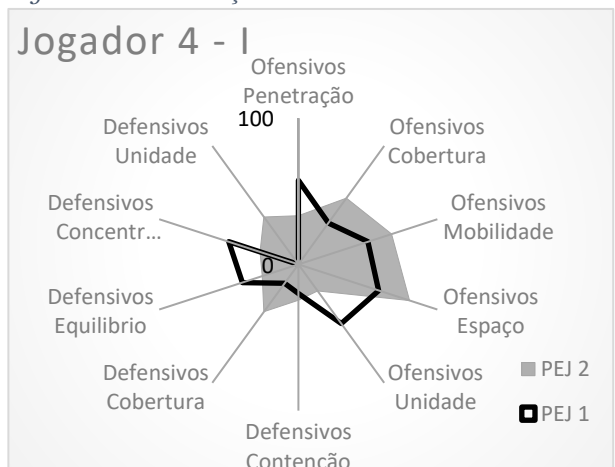 Jogador 4 - I
Ofensivos
Penetração
100
Defensivos
Unidade
Ofensivos
Cobertura
Defensivos
Concentr...
Ofensivos
Mobilidade
0
Defensivos
Equilibrio
Ofensivos
Espaço
Defensivos
Cobertura
Ofensivos
Unidade
PEJ 2
PEJ 1
Defensivos
Contenção